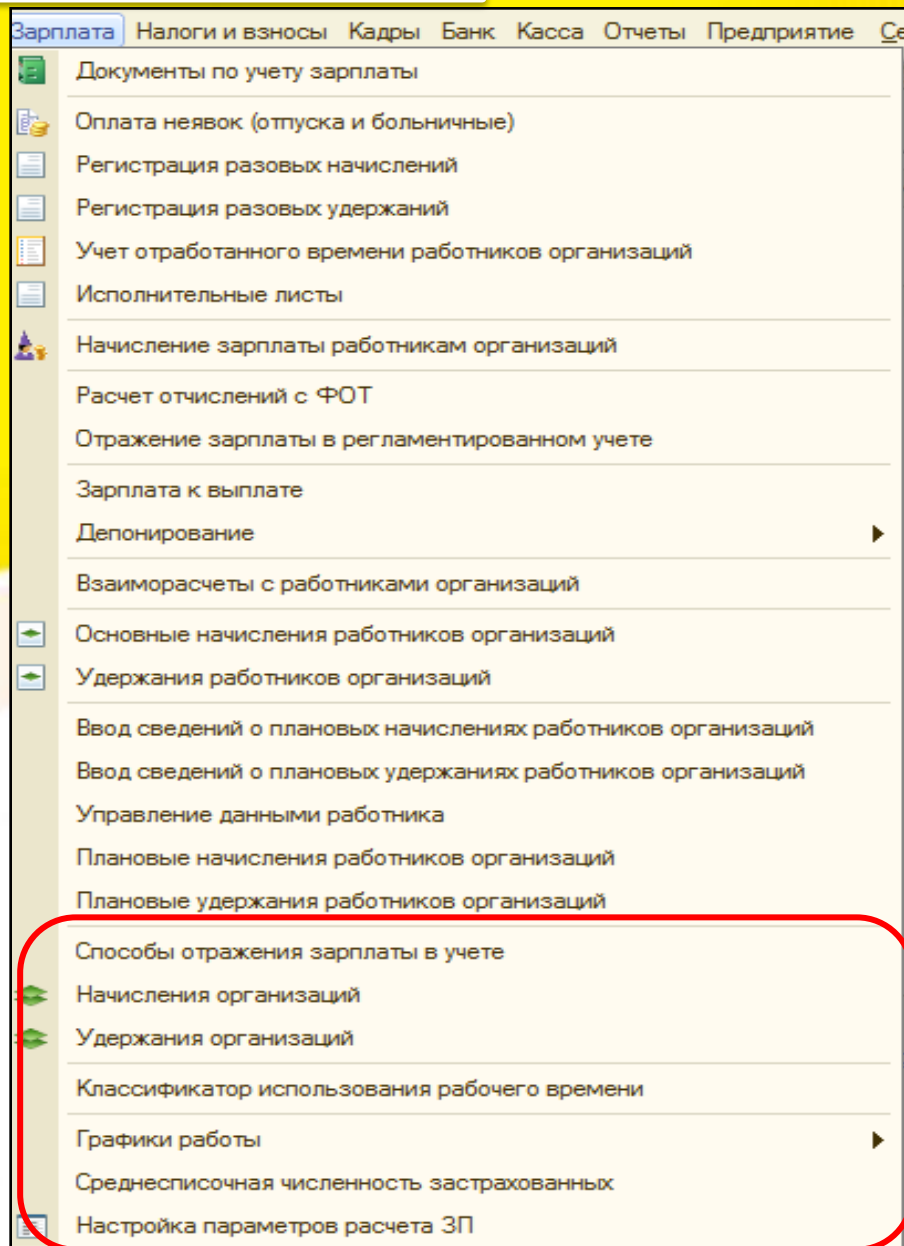 Зарплата Налоги и взносы Кадры Банк Касса Отчеты Предприятие Се
Документы по учету зарплаты
Оплата неявок (отпуска и больничные)
Регистрация разовых начислений
Регистрация разовых удержаний
Учет отработанного времени работников организаций
Исполнительные листы
Начисление зарплаты работникам организаций
Расчет отчислений с ФОТ
Отражение зарплаты в регламентированном учете
Зарплата к выплате
Депонирование
Взаиморасчеты с работниками организаций
Основные начисления работников организаций
Удержания работников организаций
Ввод сведений о плановых начислениях работников организаций
Ввод сведений о плановых удержаниях работников организаций
Управление данными работника
Плановые начисления работников организаций
Плановые удержания работников организаций
Способы отражения зарплаты в учете
Начисления организаций
Удержания организаций
Классификатор использования рабочего времени
Графики работы
Среднесписочная численность застрахованных
Настройка параметров расчета ЗП